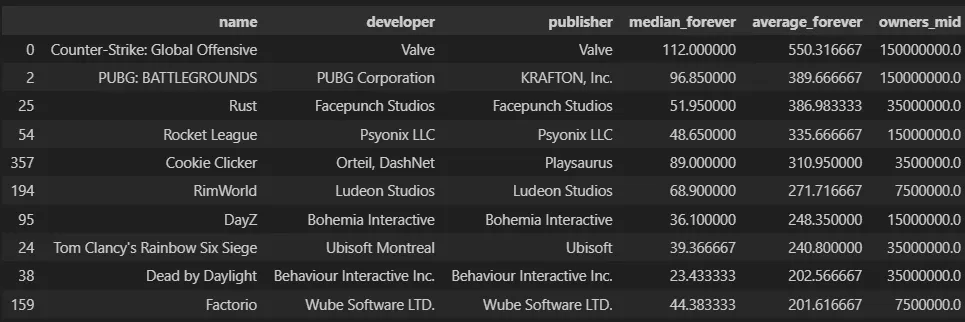 name developer publisher median_forever average_forever owners_mid
0 Counter-Strike: Global Offensive Valve Valve 112.000000 550.316667 150000000.0
2 PUBG: BATTLEGROUNDS PUBG Corporation KRAFTON, Inc. 96.850000 389.666667 150000000.0
25 Rust Facepunch Studios Facepunch Studios 51.950000 386.983333 35000000.0
54 Rocket League Psyonix LLC Psyonix LLC 48.650000 335.666667 15000000.0
357 Cookie Clicker Orteil, DashNet Playsaurus 89.000000 310.950000 3500000.0
194 RimWorld Ludeon Studios Ludeon Studios 68.900000 271.716667 7500000.0
95 DayZ Bohemia Interactive Bohemia Interactive 36.100000 248.350000 15000000.0
24 Tom Clancy's Rainbow Six Siege Ubisoft Montreal Ubisoft 39.366667 240.800000 35000000.0
38 Dead by Daylight Behaviour Interactive Inc. Behaviour Interactive Inc. 23.433333 202.566667 35000000.0
159 Factorio Wube Software LTD. Wube Software LTD. 44.383333 201.616667 7500000.0